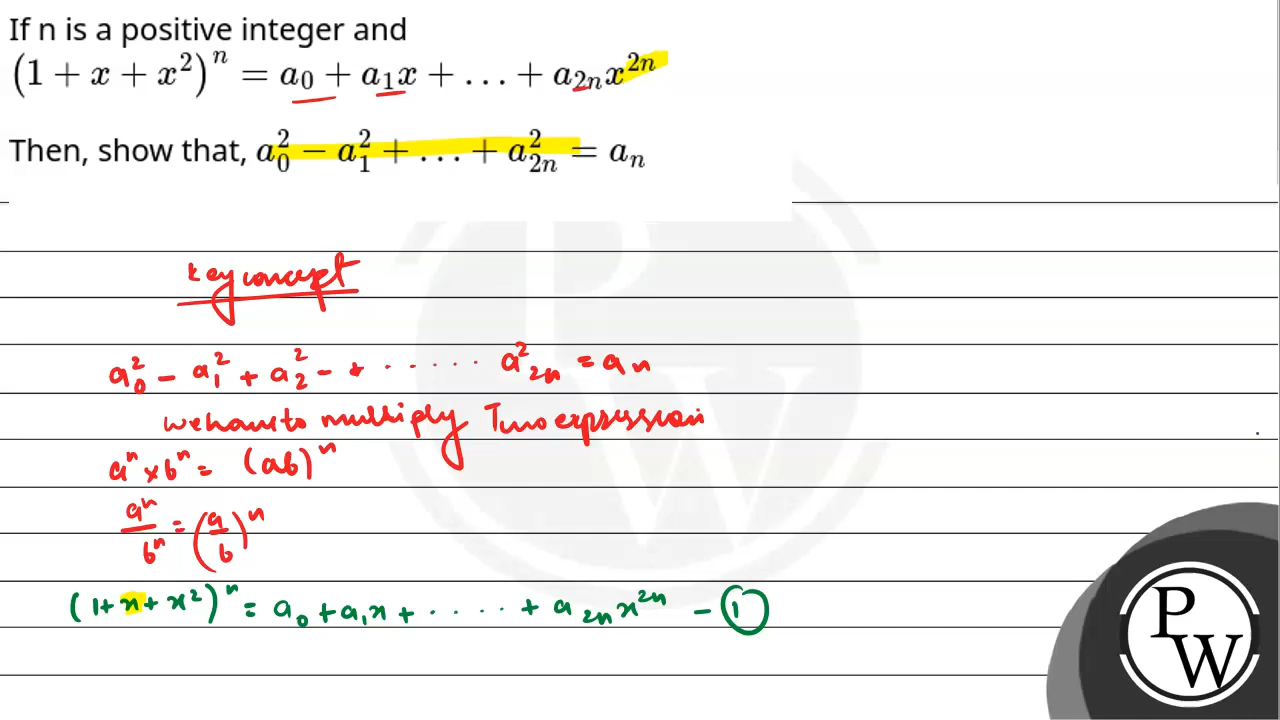 If n is a positive integer and
(1 + x + x²)ⁿ = a₀ + a₁x + … + a₂ₙx²ⁿ
Then, show that, a₀² − a₁² + … + a₂ₙ² = aₙ
key concept
a₀² − a₁² + a₂² − + ...... a²₂ₙ = aₙ
we have to multiply Two expression
aⁿ × bⁿ = (ab)ⁿ
aⁿ/bⁿ = (a/b)ⁿ
(1 + x + x²)ⁿ = a₀ + a₁x + ...... + a₂ₙx²ⁿ − ①
P
W